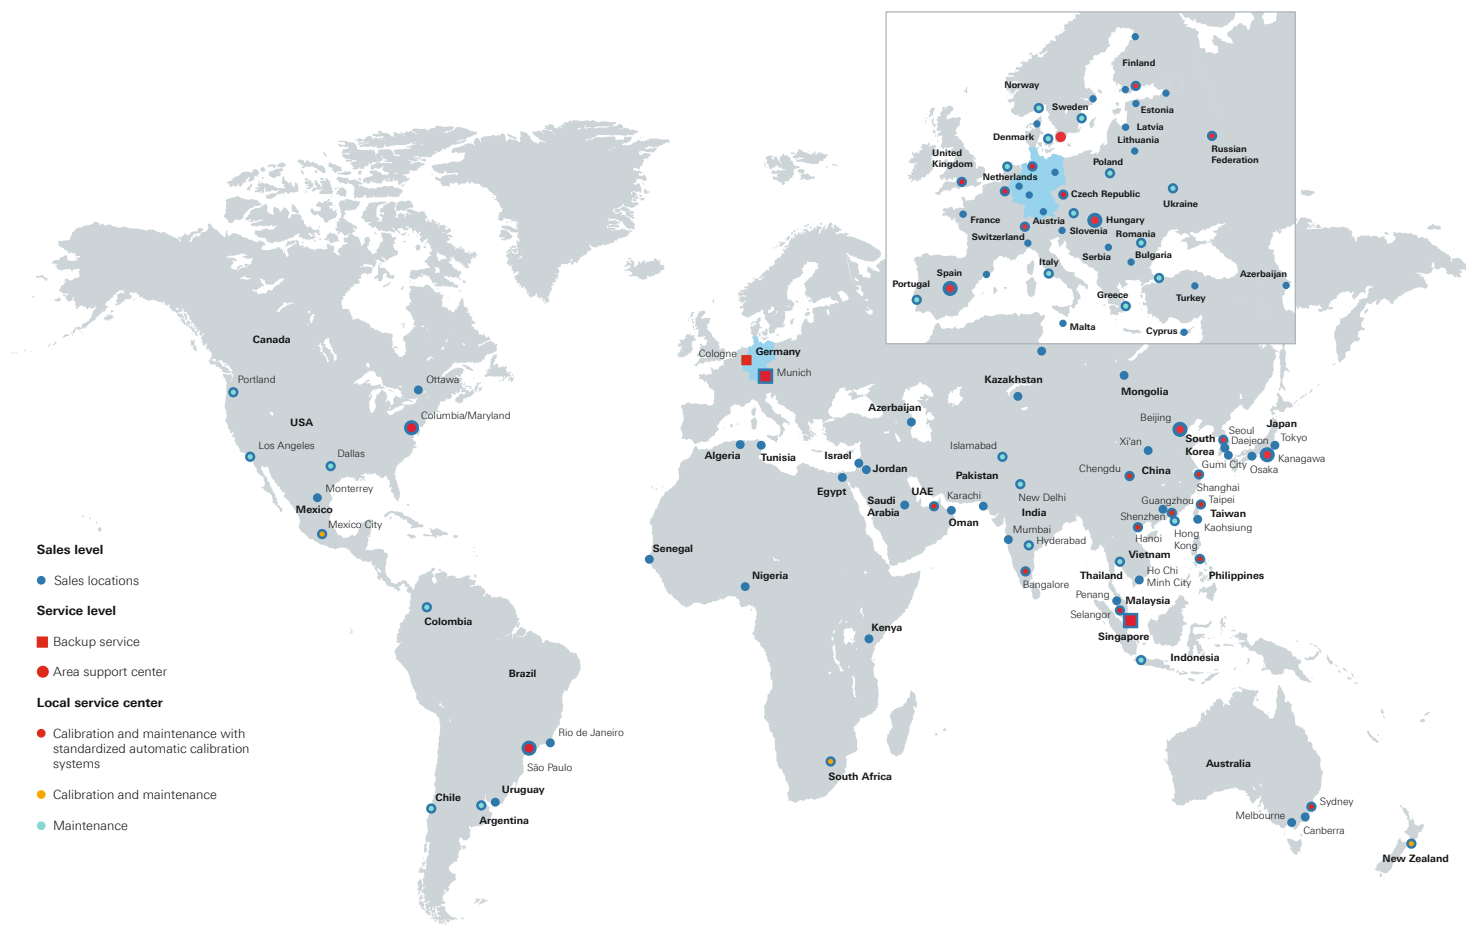 Finland
Norway
Sweden
Estonia
Denmark
Latvia
Lithuania
United
Kingdom
Russian
Federation
Poland
Netherlands
Czech Republic
Ukraine
France
Austria
Hungary
Slovenia
Romania
Switzerland
Serbia
Bulgaria
Italy
Spain
Azerbaijan
Portugal
Greece
Turkey
Malta
Cyprus
Canada
Portland
Ottawa
Columbia/Maryland
USA
Los Angeles
Dallas
Monterrey
Mexico
Mexico City
Cologne
Germany
Munich
Kazakhstan
Mongolia
Azerbaijan
Beijing
Japan
Seoul
South
Korea
Daejeon
Tokyo
Xi'an
Kanagawa
Gumi City
Osaka
Algeria
Tunisia
Israel
Jordan
Islamabad
Pakistan
Chengdu
China
Shanghai
Egypt
Saudi
Arabia
UAE
Karachi
Oman
New Delhi
India
Guangzhou
Taipei
Taiwan
Shenzhen
Kaohsiung
Hong
Kong
Hanoi
Mumbai
Hyderabad
Bangalore
Vietnam
Thailand
Ho Chi
Minh City
Philippines
Penang
Malaysia
Selangor
Singapore
Indonesia
Senegal
Nigeria
Kenya
South Africa
Colombia
Brazil
Rio de Janeiro
São Paulo
Uruguay
Chile
Argentina
Australia
Sydney
Melbourne
Canberra
New Zealand
Sales level
Sales locations
Service level
Backup service
Area support center
Local service center
Calibration and maintenance with
standardized automatic calibration
systems
Calibration and maintenance
Maintenance